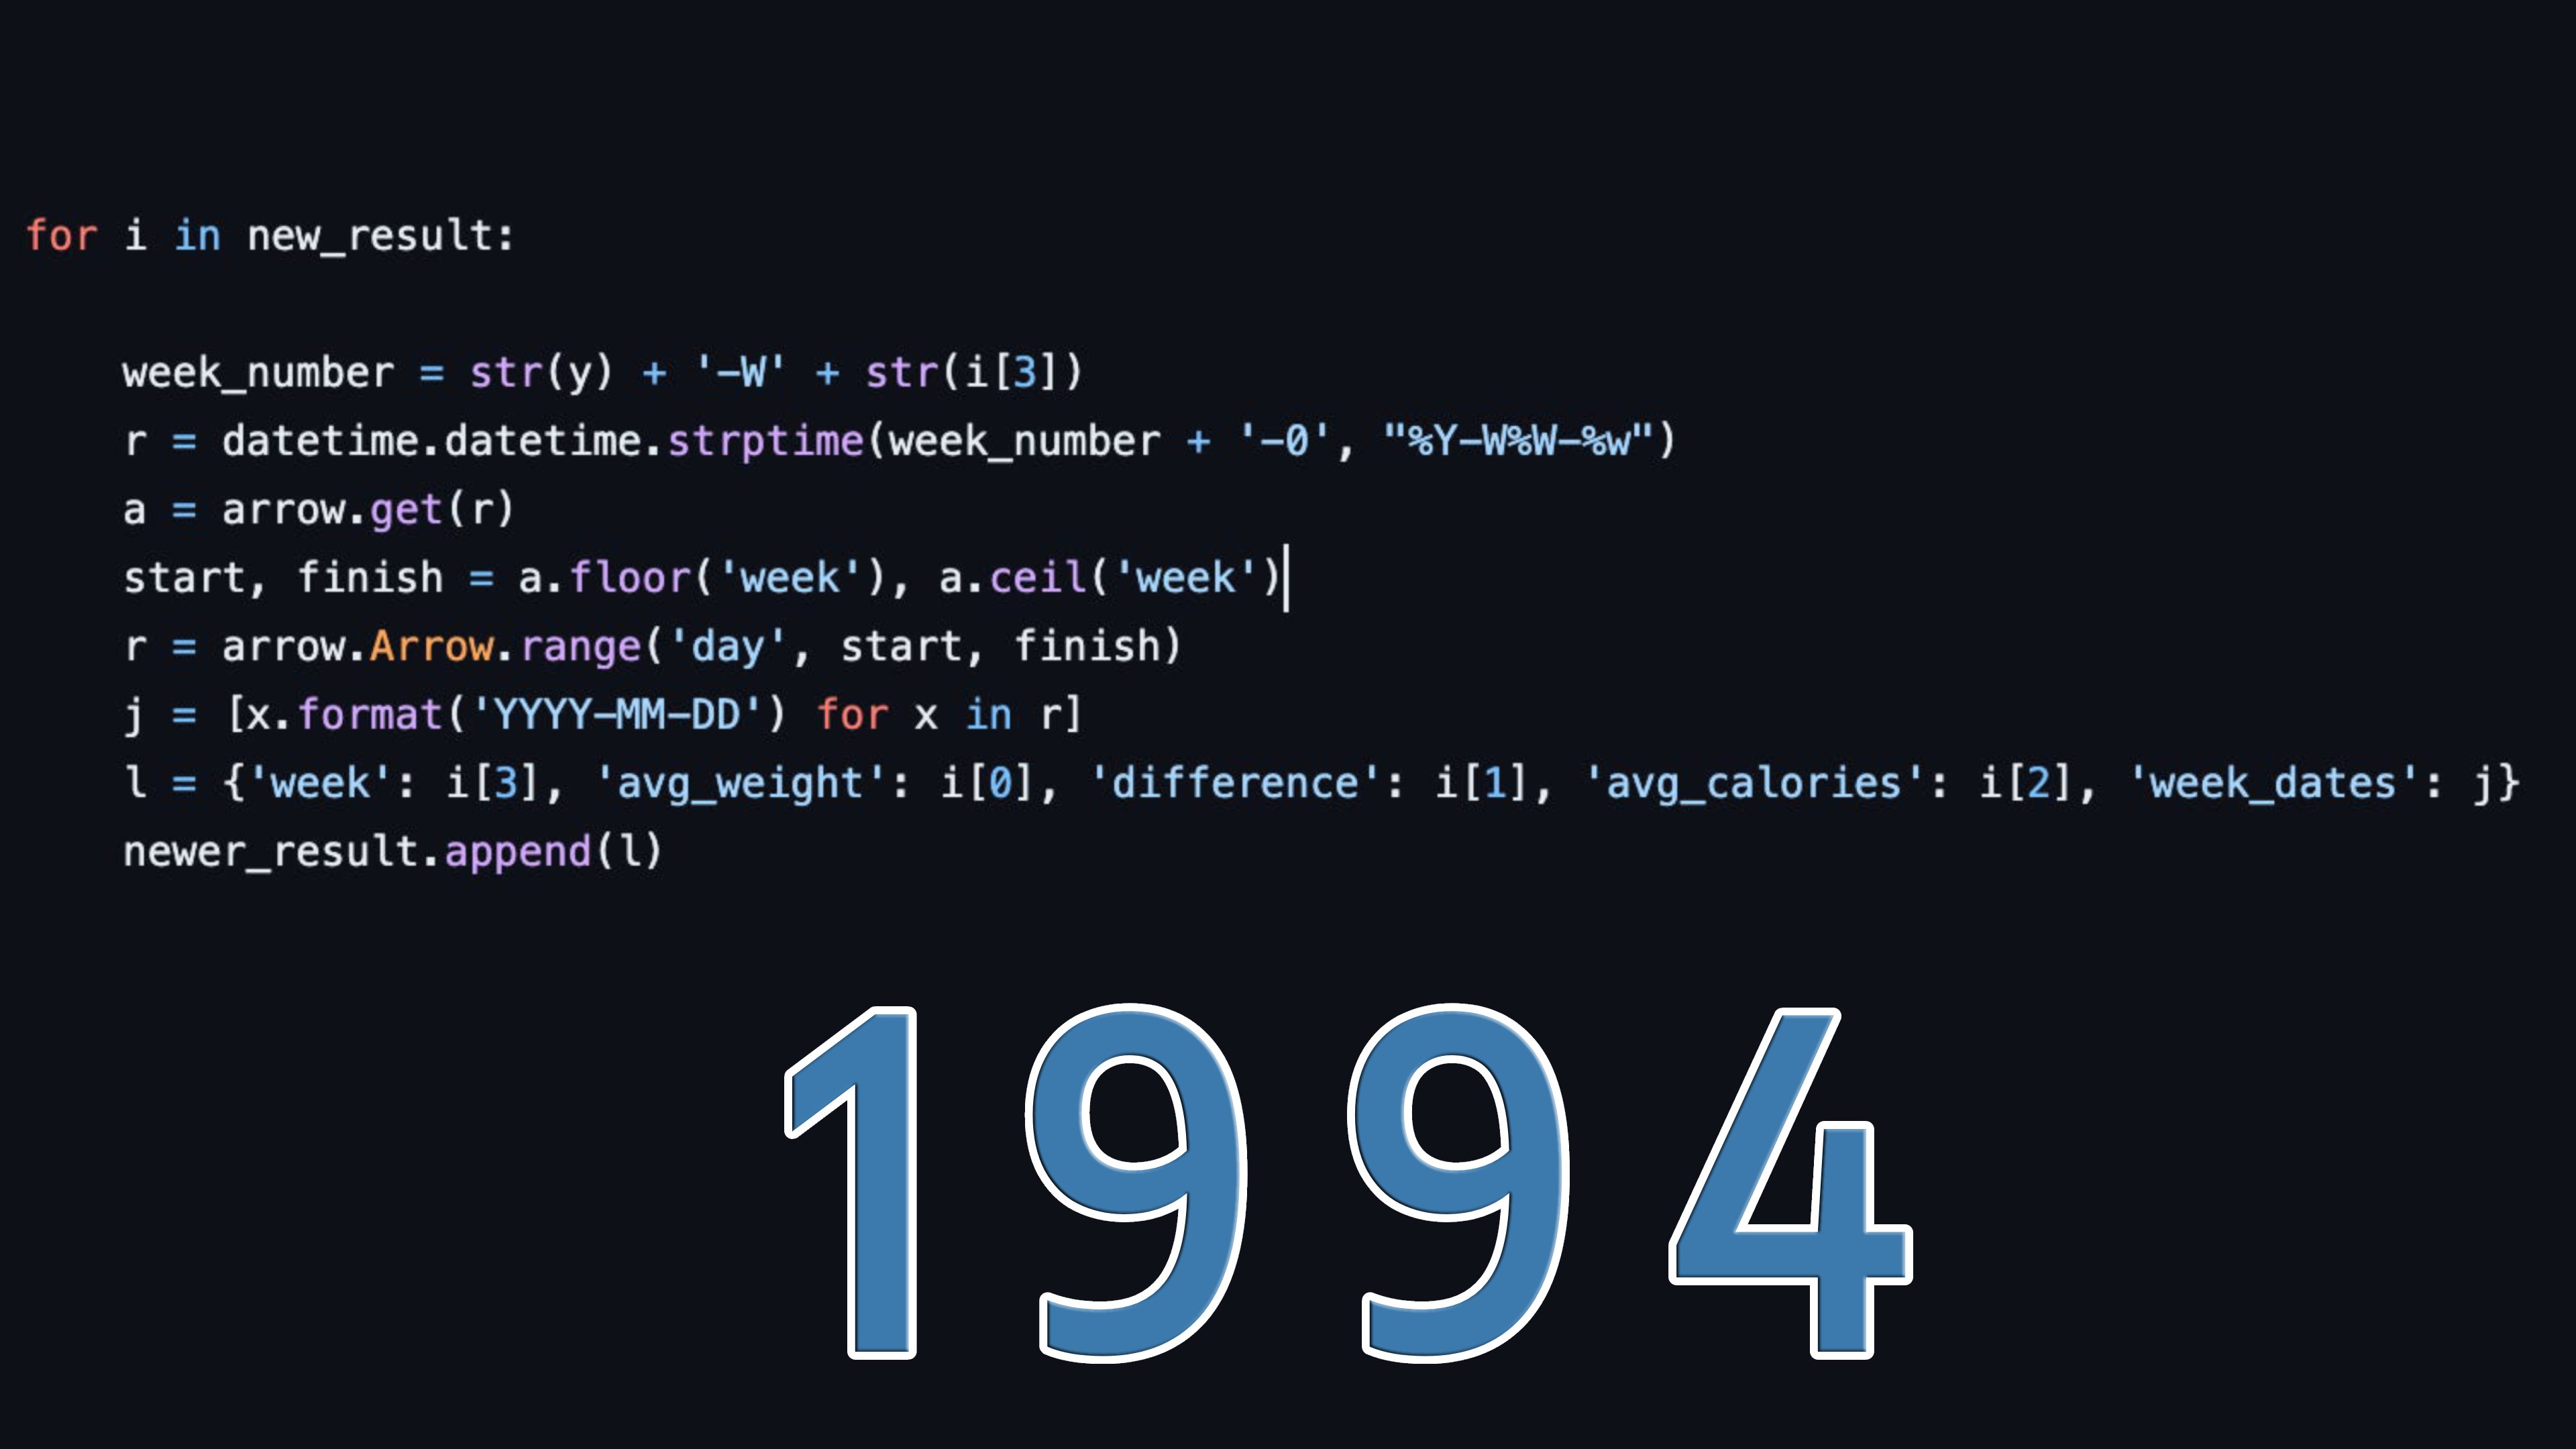 for i in new_result:
week_number = str(y) + '-W' + str(i[3])
r = datetime.datetime.strptime(week_number + '-0', "%Y-W%W-%w")
a = arrow.get(r)
start, finish = a.floor('week'), a.ceil('week')
r = arrow.Arrow.range('day', start, finish)
j = [x.format('YYYY-MM-DD') for x in r]
l = {'week': i[3], 'avg_weight': i[0], 'difference': i[1], 'avg_calories': i[2], 'week_dates': j}
newer_result.append(l)
1994